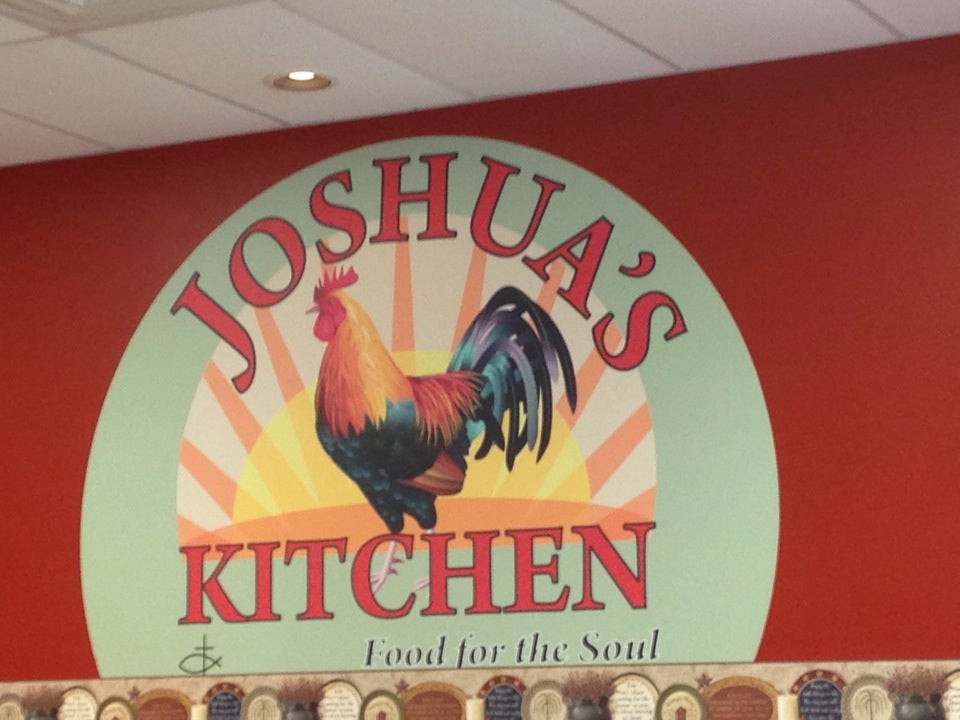 JOSHUA'S
KITCHEN
Food for the Soul